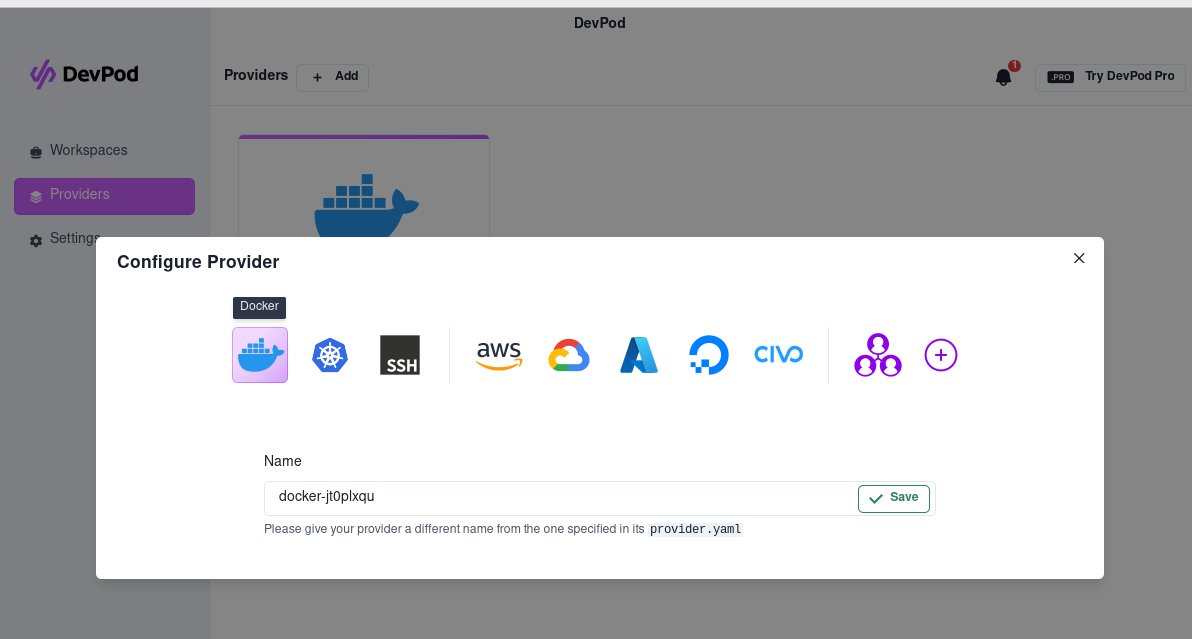 DevPod
DevPod
Providers
Add
1
.PRO
Try DevPod Pro
Workspaces
Providers
Settings
Configure Provider
Docker
SSH
aws
CIVO
Name
docker-jt0plxqu
Save
Please give your provider a different name from the one specified in its provider.yaml